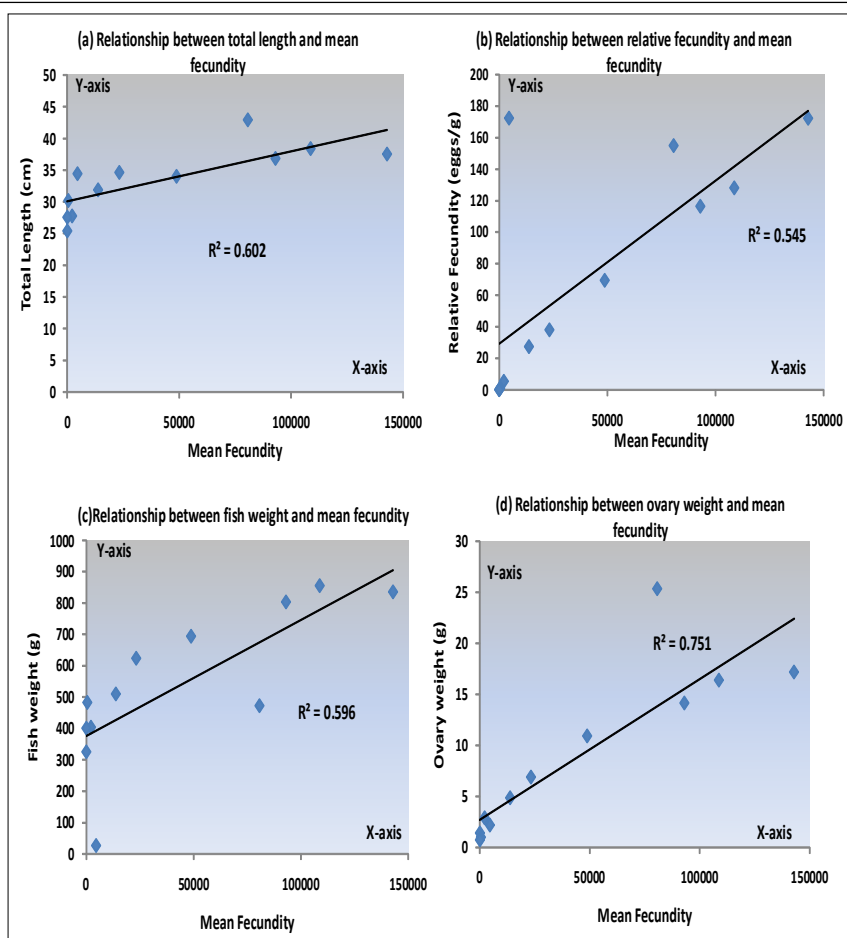 (a) Relationship between total length and mean
fecundity
Y-axis
50
45
40
35
30
25
20
15
10
5
0
Total Length (cm)
R² = 0.602
X-axis
0 50000 100000 150000
Mean Fecundity
(b) Relationship between relative fecundity and mean
fecundity
Y-axis
200
180
160
140
120
100
80
60
40
20
0
Relative Fecundity (eggs/g)
R² = 0.545
X-axis
0 50000 100000 150000
Mean Fecundity
(c)Relationship between fish weight and mean fecundity
Y-axis
1000
900
800
700
600
500
400
300
200
100
0
Fish weight (g)
R² = 0.596
X-axis
0 50000 100000 150000
Mean Fecundity
(d) Relationship between ovary weight and mean
fecundity
Y-axis
30
25
20
15
10
5
0
Ovary weight (g)
R² = 0.751
X-axis
0 50000 100000 150000
Mean Fecundity